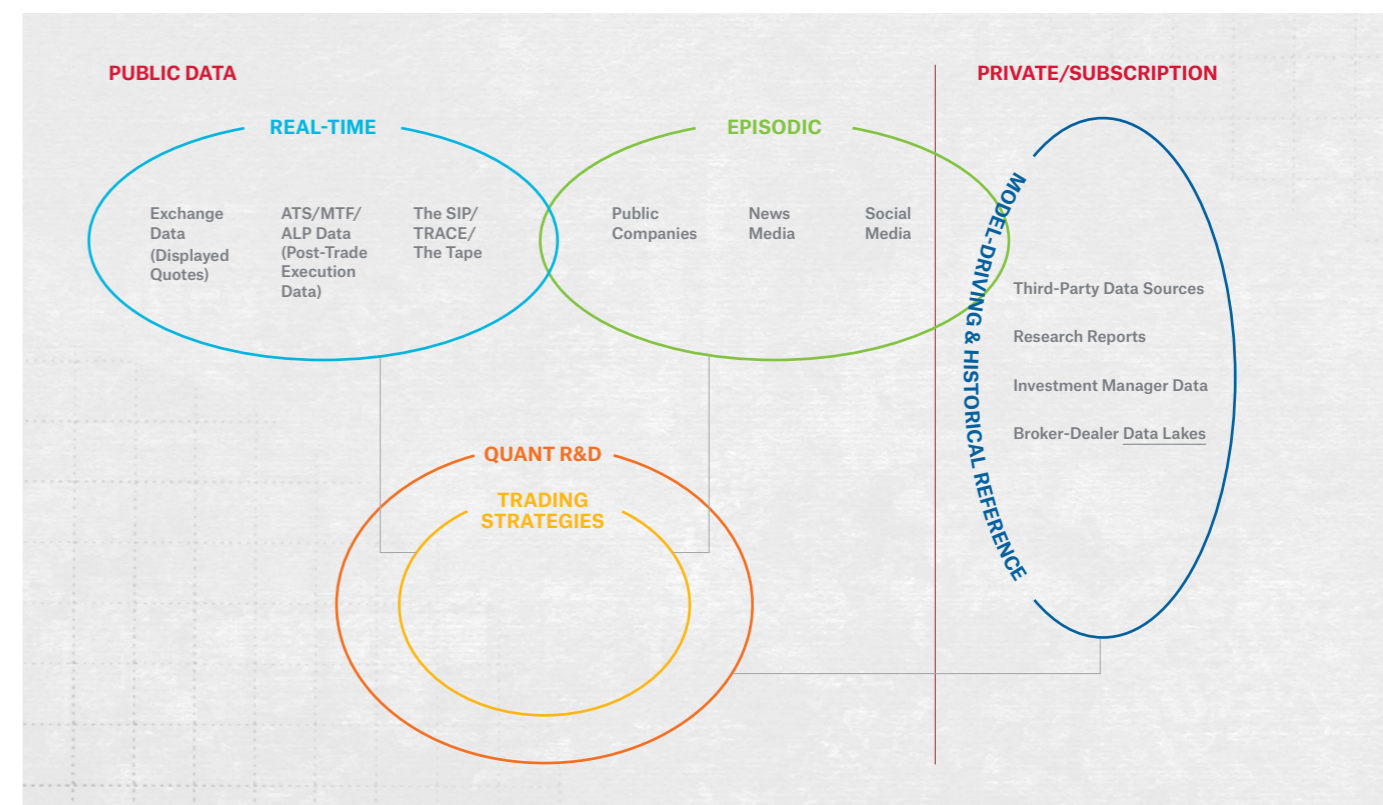 PUBLIC DATA
PRIVATE/SUBSCRIPTION
REAL-TIME
EPISODIC
Exchange
Data
(Displayed
Quotes)
ATS/MTF/
ALP Data
(Post-Trade
Execution
Data)
The SIP/
TRACE/
The Tape
Public
Companies
News
Media
Social
Media
MODEL-DRIVING & HISTORICAL REFERENCE
Third-Party Data Sources
Research Reports
Investment Manager Data
Broker-Dealer Data Lakes
QUANT R&D
TRADING
STRATEGIES